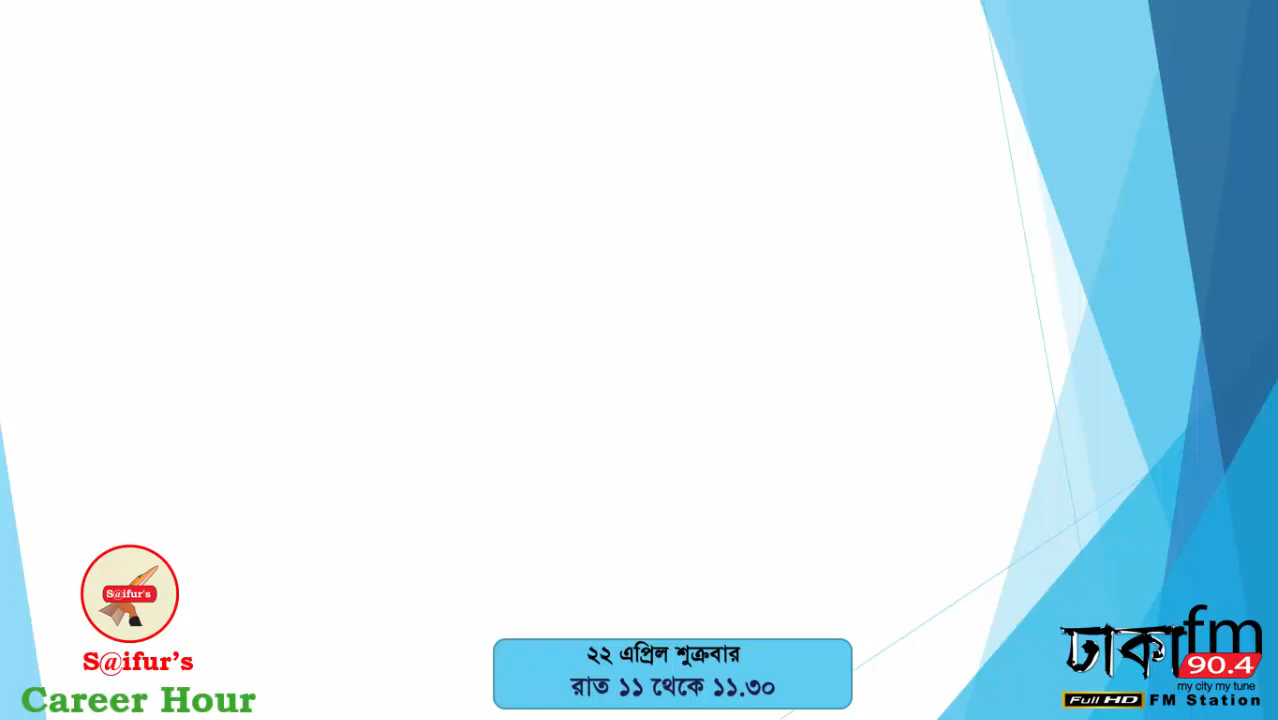 S@ifur's
S@ifur's
Career Hour
২২ এপ্রিল শুক্রবার
রাত ১১ থেকে ১১.৩০
ঢাকাfm
90.4
my city my tune
Full HD FM Station